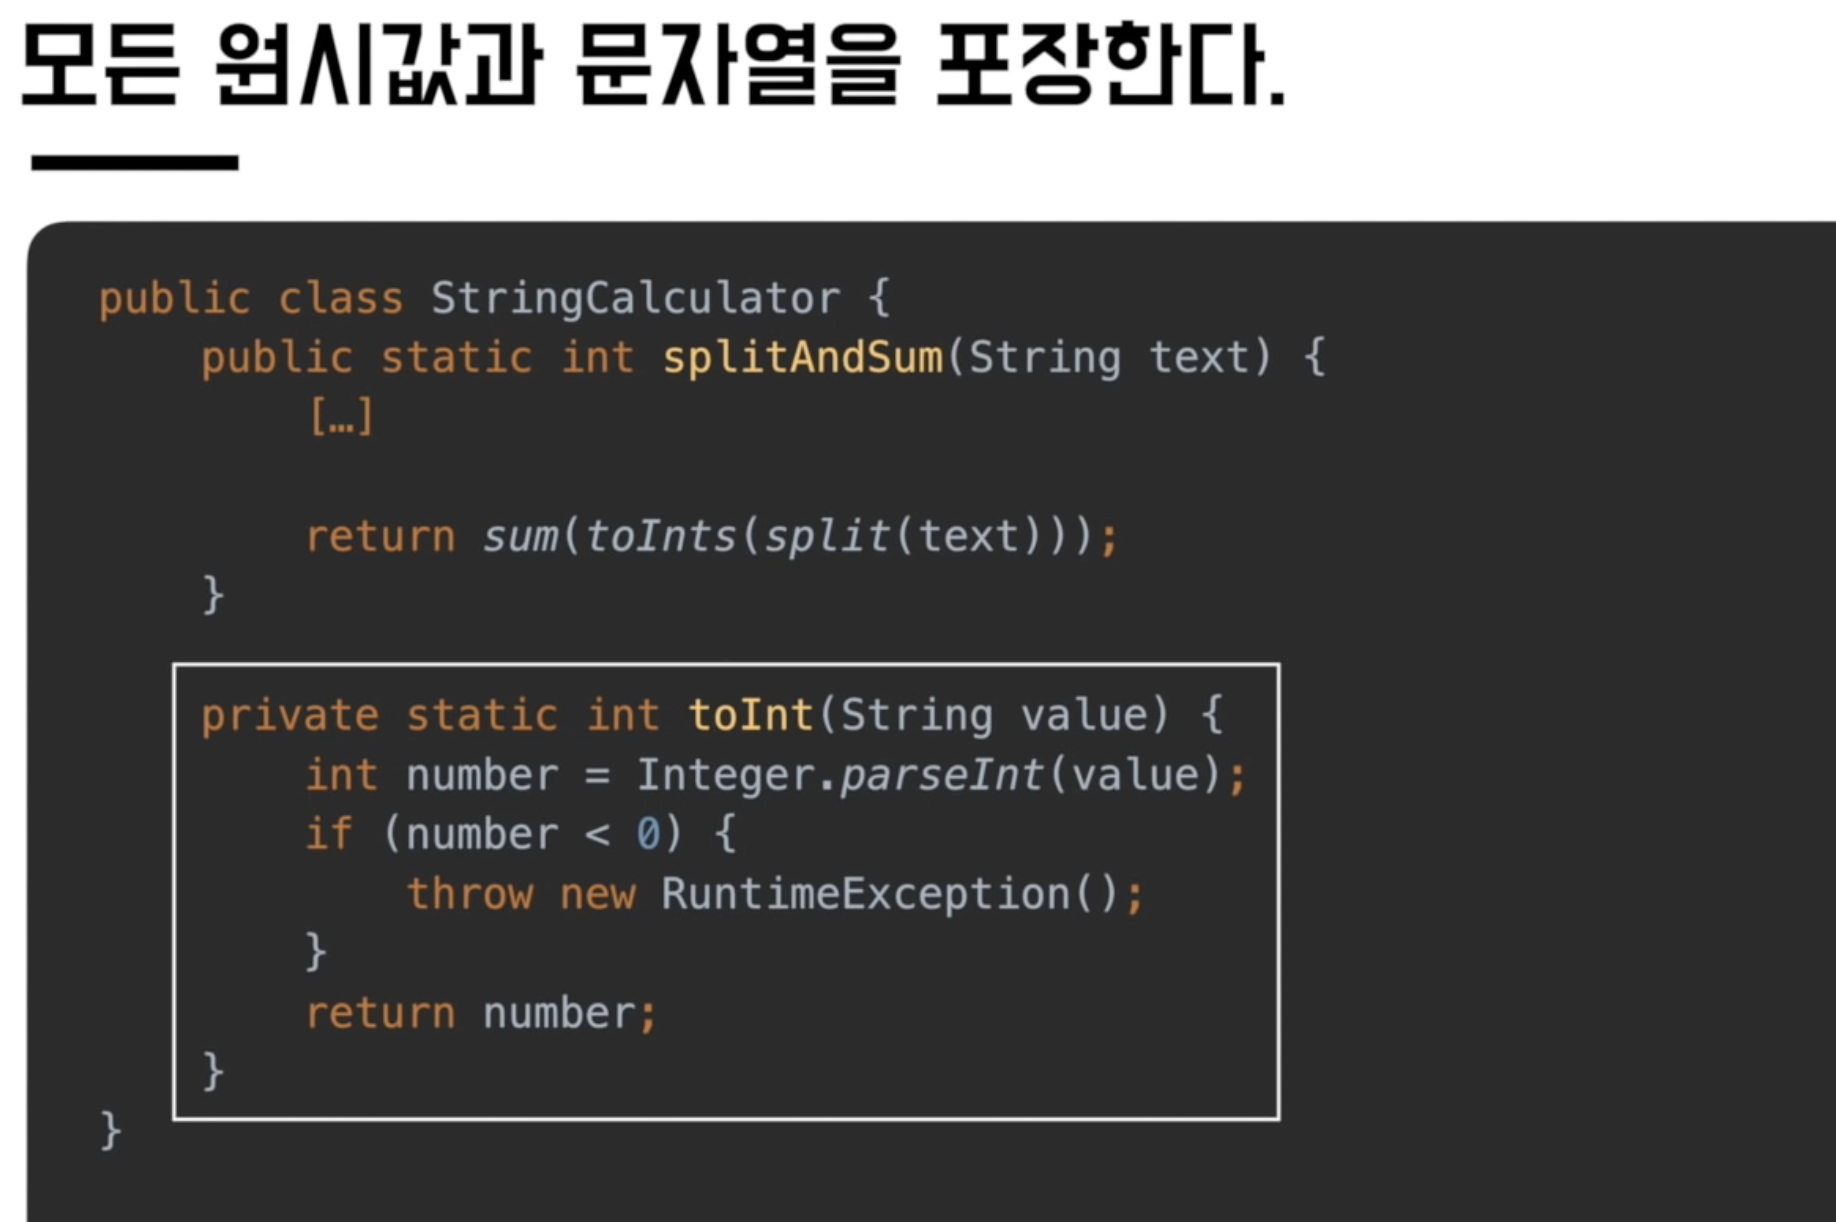 모든 원시값과 문자열을 포장한다.
public class StringCalculator {
public static int splitAndSum(String text) {
[…]
return sum(toInts(split(text)));
}
private static int toInt(String value) {
int number = Integer.parseInt(value);
if (number < 0) {
throw new RuntimeException();
}
return number;
}
}